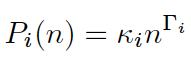 $P_i(n) = \kappa_i n^{\Gamma_i}$